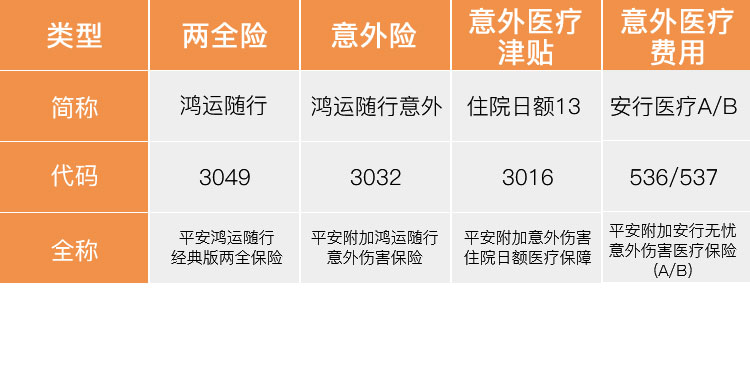 类型 两全险 意外险 意外医疗津贴 意外医疗费用
简称 鸿运随行 鸿运随行意外 住院日额13 安行医疗A/B
代码 3049 3032 3016 536/537
全称 平安鸿运随行经典版两全保险 平安附加鸿运随行意外伤害保险 平安附加意外伤害住院日额医疗保障 平安附加安行无忧意外伤害医疗保险(A/B)